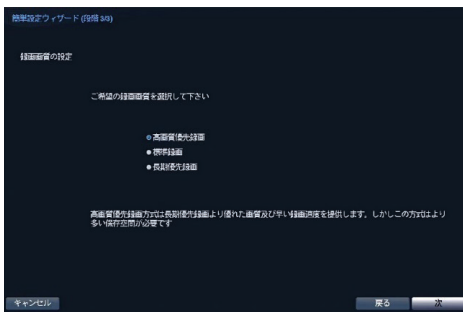 簡単設定ウィザード (段階 3/3)
録画画質の設定
ご希望の録画画質を選択して下さい
高画質優先録画
標準録画
長期優先録画
高画質優先録画方式は長期優先録画より優れた画質及び早い録画速度を提供します。しかしこの方式はより
多い保存空間が必要です
キャンセル
戻る
次